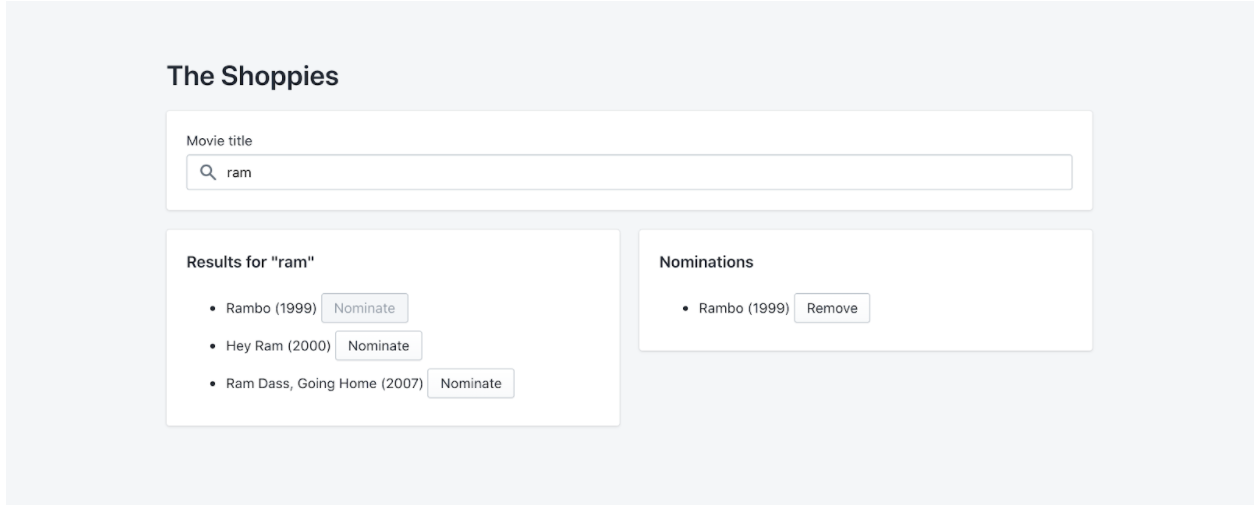 The Shoppies
Movie title
ram
Results for "ram"
Rambo (1999) Nominate
Hey Ram (2000) Nominate
Ram Dass, Going Home (2007) Nominate
Nominations
Rambo (1999) Remove